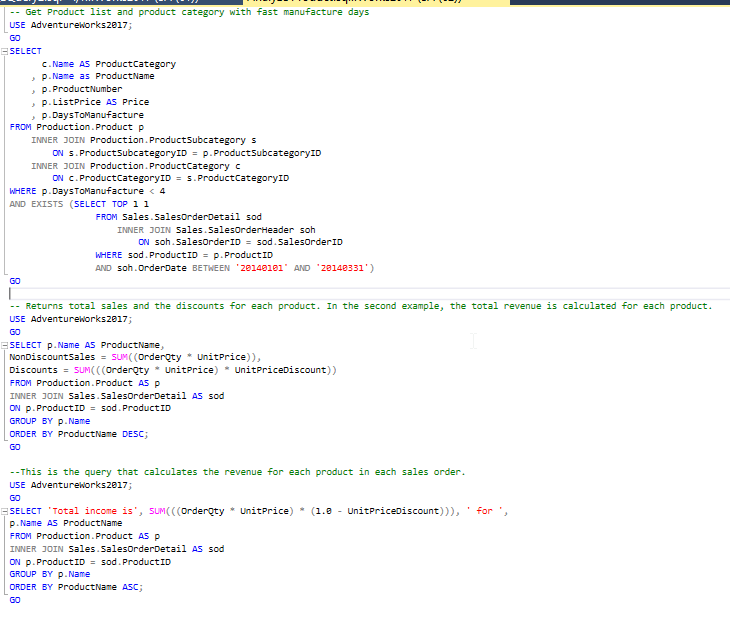 -- Get Product list and product category with fast manufacture days
USE AdventureWorks2017;
GO
SELECT
c.Name AS ProductCategory
, p.Name as ProductName
, p.ProductNumber
, p.ListPrice AS Price
, p.DaysToManufacture
FROM Production.Product p
INNER JOIN Production.ProductSubcategory s
ON s.ProductSubcategoryID = p.ProductSubcategoryID
INNER JOIN Production.ProductCategory c
ON c.ProductCategoryID = s.ProductCategoryID
WHERE p.DaysToManufacture < 4
AND EXISTS (SELECT TOP 1 1
FROM Sales.SalesOrderDetail sod
INNER JOIN Sales.SalesOrderHeader soh
ON soh.SalesOrderID = sod.SalesOrderID
WHERE sod.ProductID = p.ProductID
AND soh.OrderDate BETWEEN '20140101' AND '20140331')
GO
-- Returns total sales and the discounts for each product. In the second example, the total revenue is calculated for each product.
USE AdventureWorks2017;
GO
SELECT p.Name AS ProductName,
NonDiscountSales = SUM((OrderQty * UnitPrice)),
Discounts = SUM(((OrderQty * UnitPrice) * UnitPriceDiscount))
FROM Production.Product AS p
INNER JOIN Sales.SalesOrderDetail AS sod
ON p.ProductID = sod.ProductID
GROUP BY p.Name
ORDER BY ProductName DESC;
GO
--This is the query that calculates the revenue for each product in each sales order.
USE AdventureWorks2017;
GO
SELECT 'Total income is', SUM(((OrderQty * UnitPrice) * (1.0 - UnitPriceDiscount))), ' for ',
p.Name AS ProductName
FROM Production.Product AS p
INNER JOIN Sales.SalesOrderDetail AS sod
ON p.ProductID = sod.ProductID
GROUP BY p.Name
ORDER BY ProductName ASC;
GO